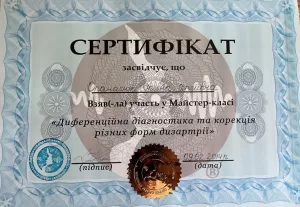 СЕРТИФІКАТ
засвідчує, що
Взяв(-ла) участь у Майстер-класі
«Диференційна діагностика та корекція
різних форм дизартрії»
(підпис)
(дата)